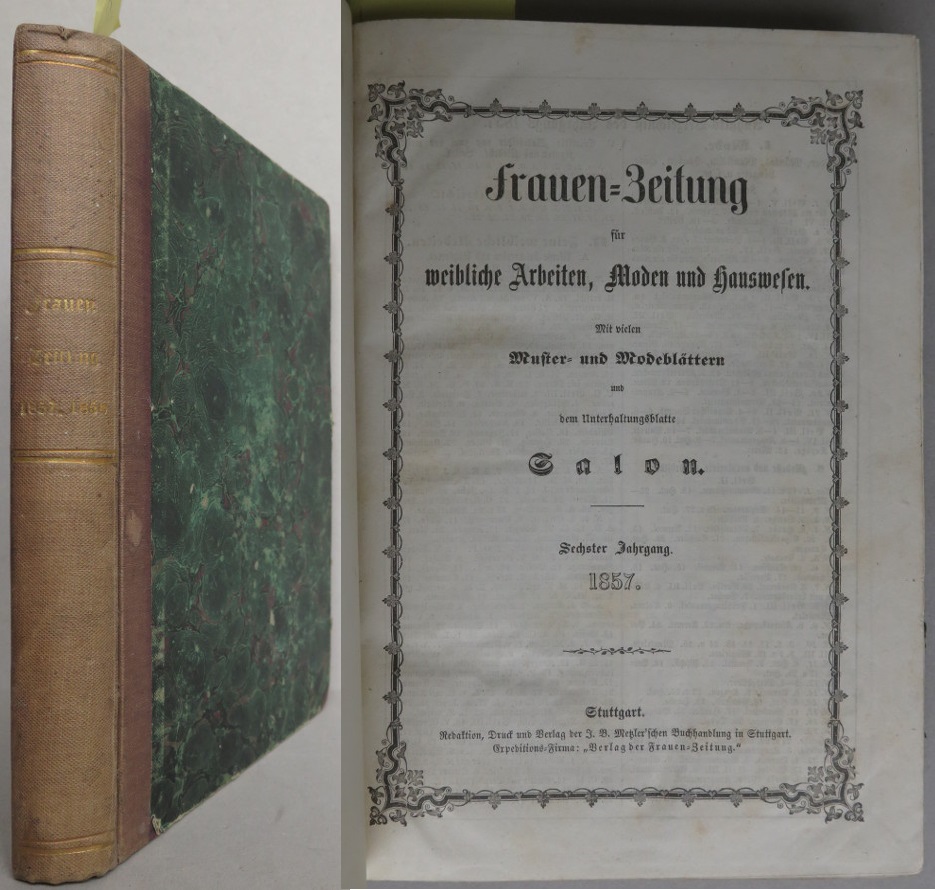 Frauen-
Zeitung
Frauen-Zeitung
für
weibliche Arbeiten, Moden und Hauswesen.
Mit vielen
Muster- und Modeblättern
und
dem Unterhaltungsblatte
Salon.
Sechster Jahrgang.
1857.
Stuttgart.
Redaktion, Druck und Verlag der J. B. Metzler'schen Buchhandlung in Stuttgart.
Expeditions-Firma: „Verlag der Frauen-Zeitung.“